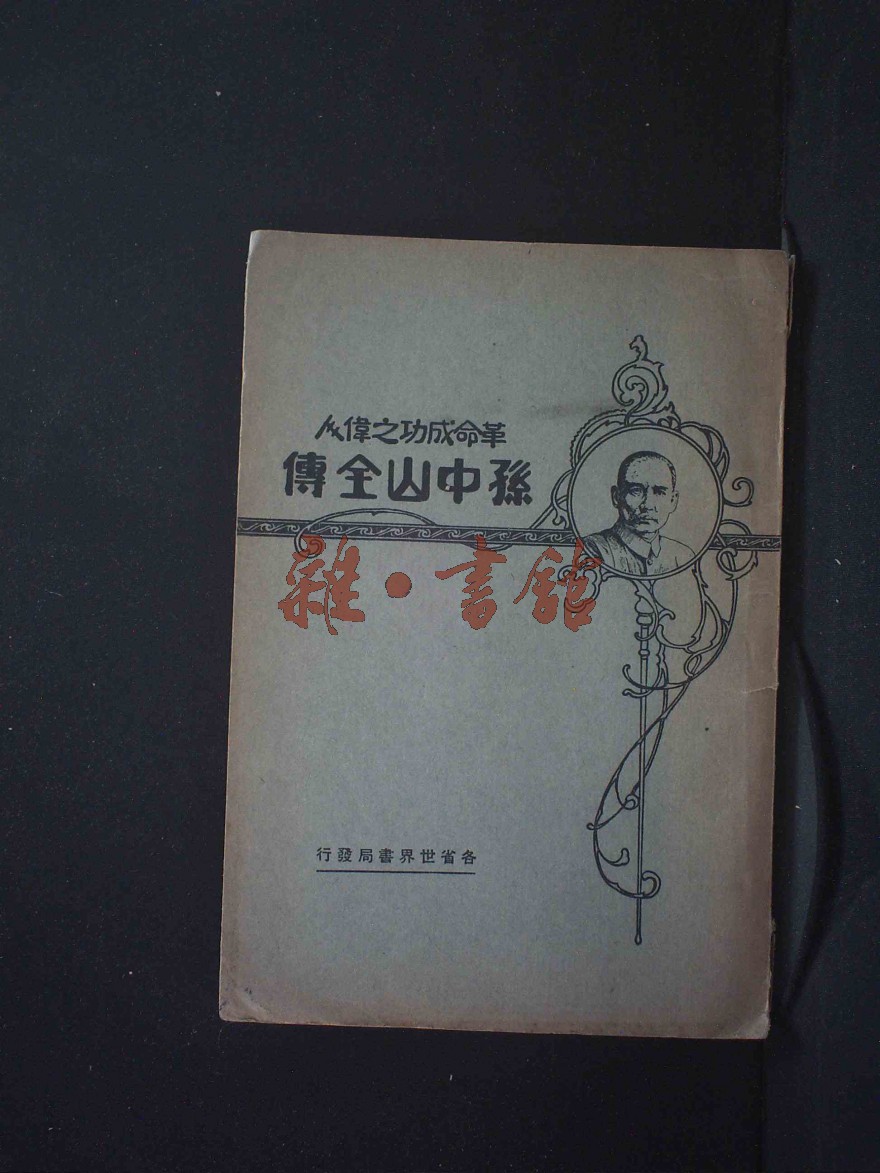 革命成功之偉人
孫中山全傳
雜·書館
各省世界書局發行